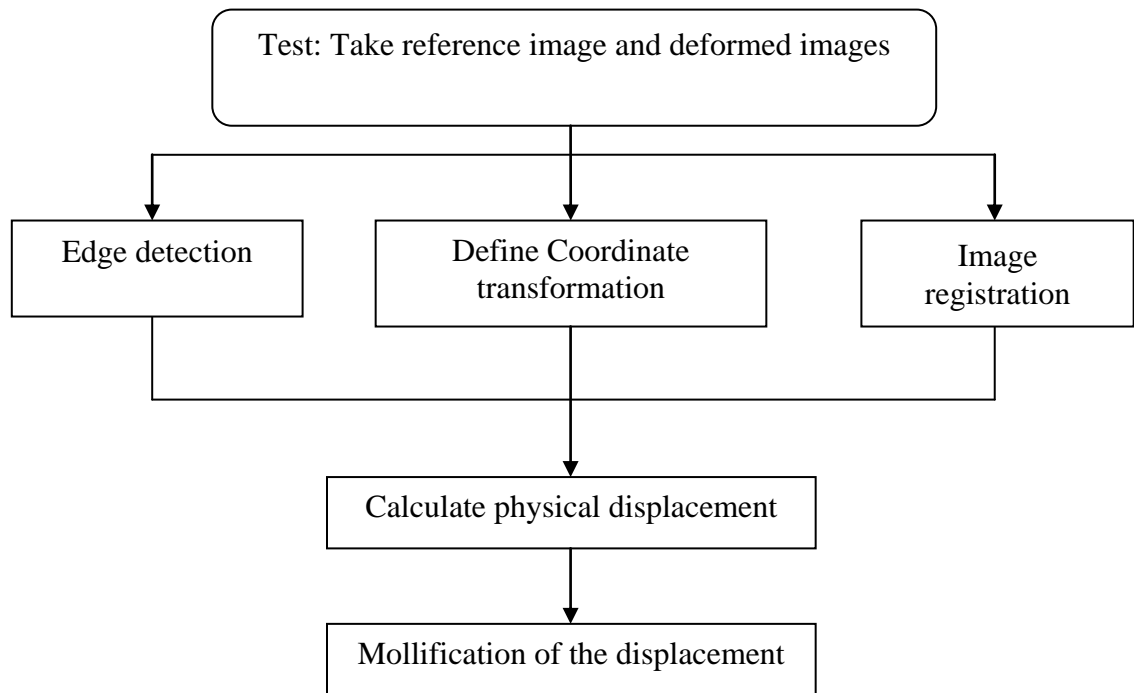 Test: Take reference image and deformed images
Edge detection
Define Coordinate
transformation
Image
registration
Calculate physical displacement
Mollification of the displacement